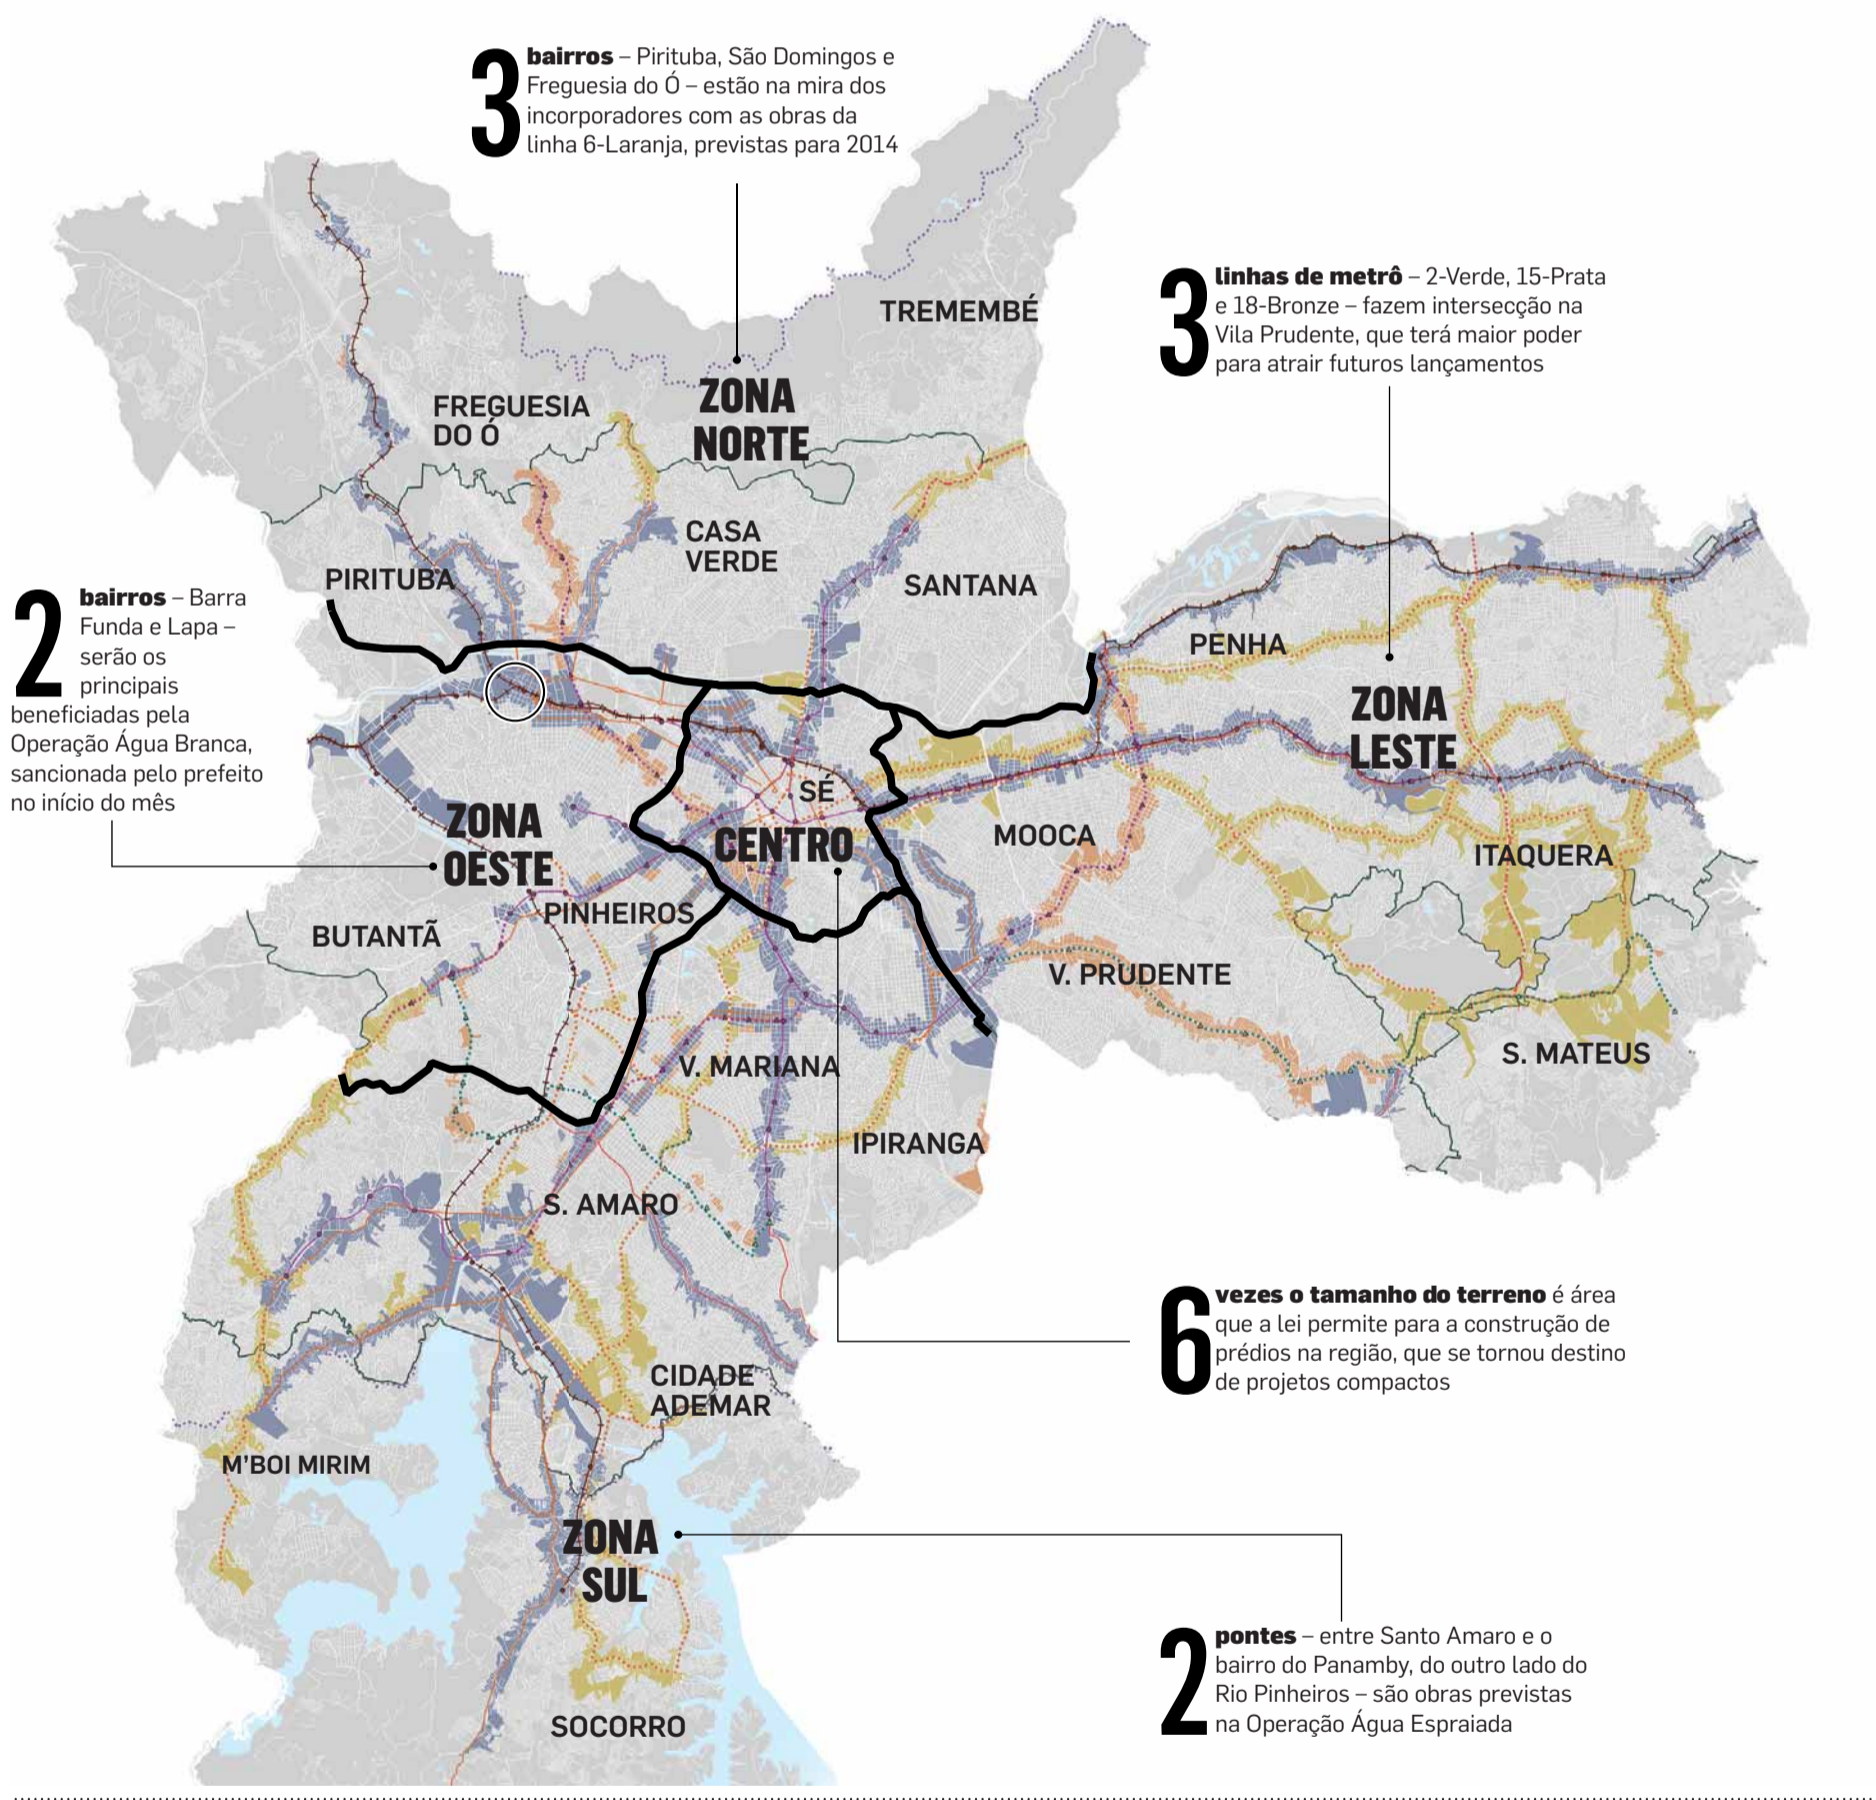 3 bairros – Pirituba, São Domingos e
Freguesia do Ó – estão na mira dos
incorporadores com as obras da
linha 6-Laranja, previstas para 2014
3 linhas de metrô – 2-Verde, 15-Prata
e 18-Bronze – fazem intersecção na
Vila Prudente, que terá maior poder
para atrair futuros lançamentos
TREMEMBÉ
FREGUESIA
DO Ó
ZONA
NORTE
CASA
VERDE
PIRITUBA
SANTANA
2 bairros – Barra
Funda e Lapa –
serão os
principais
beneficiadas pela
Operação Água Branca,
sancionada pelo prefeito
no início do mês
PENHA
ZONA
LESTE
SÉ
ZONA
OESTE
CENTRO
MOOCA
ITAQUERA
PINHEIROS
BUTANTÃ
V. PRUDENTE
S. MATEUS
V. MARIANA
IPIRANGA
S. AMARO
6 vezes o tamanho do terreno é área
que a lei permite para a construção de
prédios na região, que se tornou destino
de projetos compactos
CIDADE
ADEMAR
M'BOI MIRIM
ZONA
SUL
2 pontes – entre Santo Amaro e o
bairro do Panamby, do outro lado do
Rio Pinheiros – são obras previstas
na Operação Água Espraiada
SOCORRO